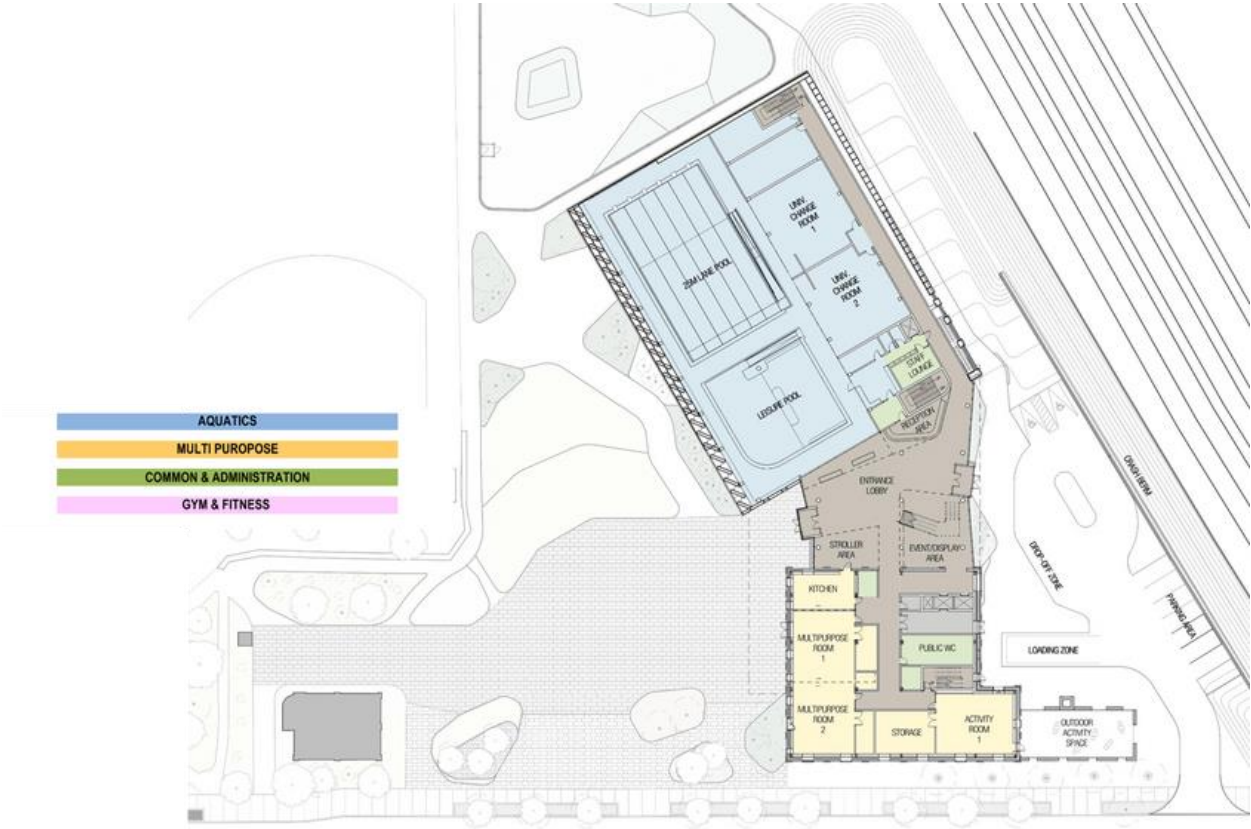 UNIV.
CHANGE
ROOM
1
25M LANE POOL
UNIV.
CHANGE
ROOM
2
STAFF
LOUNGE
LEISURE POOL
RECEPTION
AREA
AQUATICS
MULTI PUROPOSE
COMMON & ADMINISTRATION
GYM & FITNESS
ENTRANCE
LOBBY
CRASH BERM
STROLLER
AREA
EVENT/DISPLAY
AREA
DROP-OFF ZONE
KITCHEN
PARKING AREA
MULTIPURPOSE
ROOM
1
PUBLIC WC
LOADING ZONE
MULTIPURPOSE
ROOM
2
STORAGE
ACTIVITY
ROOM
1
OUTDOOR
ACTIVITY
SPACE